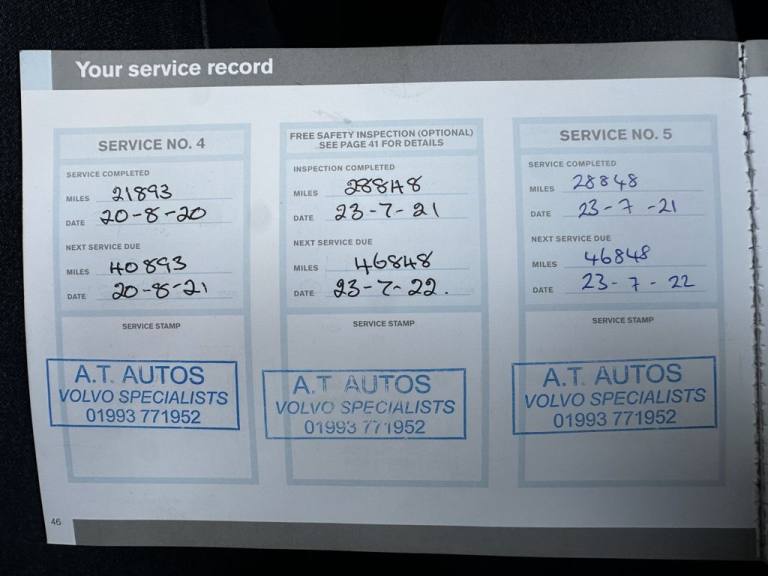 Your service record
SERVICE NO. 4
SERVICE COMPLETED
MILES 21893
DATE 20-8-20
NEXT SERVICE DUE
MILES 40893
DATE 20-8-21
SERVICE STAMP
A.T. AUTOS
VOLVO SPECIALISTS
01993 771952
FREE SAFETY INSPECTION (OPTIONAL)
SEE PAGE 41 FOR DETAILS
INSPECTION COMPLETED
MILES 28848
DATE 23-7-21
NEXT SERVICE DUE
MILES 46848
DATE 23-7-22.
SERVICE STAMP
A.T AUTOS
VOLVO SPECIALISTS
01993 771952
SERVICE NO. 5
SERVICE COMPLETED
MILES 28848
DATE 23-7-21
NEXT SERVICE DUE
MILES 46848
DATE 23-7-22
SERVICE STAMP
A.T. AUTOS
VOLVO SPECIALISTS
01993 771952
46